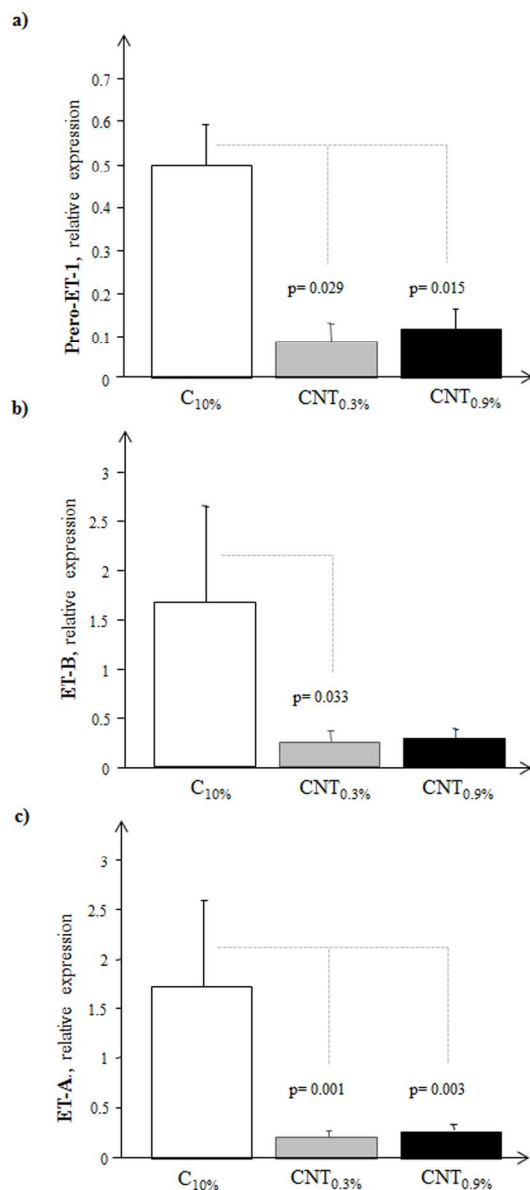 a)
0.7
0.6
0.5
0.4
0.3
0.2
0.1
0
Prero-ET-1, relative expression
p= 0.029 p= 0.015
C10% CNT0.3% CNT0.9%
b)
3
2.5
2
1.5
1
0.5
0
ET-B, relative expression
p= 0.033
C10% CNT0.3% CNT0.9%
c)
3
2.5
2
1.5
1
0.5
0
ET-A., relative expression
p= 0.001 p= 0.003
C10% CNT0.3% CNT0.9%